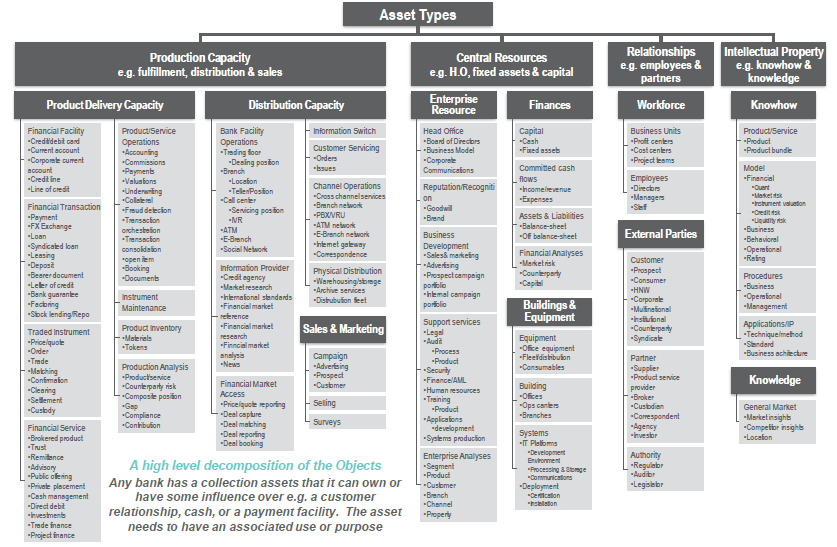 Asset Types
Production Capacity
e.g. fulfillment, distribution & sales
Product Delivery Capacity
Financial Facility
•Credit/debit card
•Current account
•Corporate current
account
•Credit line
•Line of credit
Financial Transaction
•Payment
•FX Exchange
•Loan
•Syndicated loan
•Leasing
•Deposit
•Bearer document
•Letter of credit
•Bank guarantee
•Factoring
•Stock lending/Repo
Traded Instrument
•Price/quote
•Order
•Trade
•Matching
•Confirmation
•Clearing
•Settlement
•Custody
Financial Service
•Brokered product
•Trust
•Remittance
•Advisory
•Public offering
•Private placement
•Cash management
•Direct debit
•Investments
•Trade finance
•Project finance
Product/Service
Operations
•Accounting
•Commissions
•Payments
•Valuations
•Underwriting
•Collateral
•Fraud detection
•Transaction
orchestration
•Transaction
consolidation
•open item
•Booking
•Documents
Instrument
Maintenance
Product Inventory
•Materials
•Tokens
Production Analysis
•Product/service
•Counterparty risk
•Composite position
•Gap
•Compliance
•Contribution
Distribution Capacity
Bank Facility
Operations
•Trading floor
•Dealing position
•Branch
•Location
•Teller/Position
•Call center
•Servicing position
•IVR
•ATM
•E-Branch
•Social Network
Information Provider
•Credit agency
•Market research
•International standards
•Financial market
reference
•Financial market
research
•Finncial market
analysis
•News
Financial Market
Access
•Price/quote reporting
•Deal capture
•Deal matching
•Deal reporting
•Deal booking
Information Switch
Customer Servicing
•Orders
•Issues
Channel Operations
•Cross channel services
•Branch network
•PBX/VRU
•ATM network
•E-Branch network
•Internet gateway
•Correspondence
Physical Distribution
•Warehousing/storage
•Archive services
•Distrubution fleet
Sales & Marketing
Campaign
•Advertising
•Prospect
•Customer
Selling
Surveys
Central Resources
e.g. H.O, fixed assets & capital
Enterprise
Resource
Head Office
•Board of Directors
•Business Model
•Corporate
Communications
Reputation/Recogniti
on
•Goodwill
•Brand
Business
Development
•Sales& marketing
•Advertising
•Prospect campaign
portfolio
•Internal campaign
portfolio
Support services
•Legal
•Audit
•Process
•Product
•Security
•Finance/AML
•Human resources
•Training
•Product
•Applications
•development
•Systems production
Enterprise Analyses
•Segment
•Product
•Customer
•Branch
•Channel
•Property
Finances
Capital
•Cash
•Fixed assets
Committed cash
flows
•Income/revenue
•Expenses
Assets & Liabilities
•Balance-sheet
•Off balance-sheet
Financial Analyses
•Market risk
•Counterparty
•Capital
Buildings &
Equipment
Equipment
•Office equipment
•Fleet/distribution
•Consumables
Building
•Offices
•Ops canters
•Branches
Systems
•IT Platforms
•Development
Environment
•Processing & Storage
•Communications
•Deployment
•Certification
•Installation
Relationships
e.g. employees &
partners
Workforce
Business Units
•Profit centers
•Cost centers
•Project teams
Employees
•Directors
•Managers
•Staff
External Parties
Customer
•Prospect
•Consumer
•HNW
•Corporate
•Multinational
•Institutional
•Counterparty
•Syndicate
Partner
•Supplier
•Product service
provider
•Broker
•Custodian
•Correspondent
•Agency
•Investor
Authority
•Regulator
•Auditor
•Legislator
Intellectual Property
e.g. knowhow &
knowledge
Knowhow
Product/Service
•Product
•Product bundle
Model
•Financial
•Quant
•Market risk
•Instrument valuation
•Credit risk
•Liquidity risk
•Business
•Behavioral
•Operational
•Rating
Procedures
•Business
•Operational
•Management
Applications/IP
•Technique/method
•Standard
•Business achitecture
Knowledge
General Market
•Market insights
•Competitor insights
•Location
A high level decomposition of the Objects
Any bank has a collection assets that it can own or
have some influence over e.g. a customer
relationship, cash, or a payment facility. The asset
needs to have an associated use or purpose